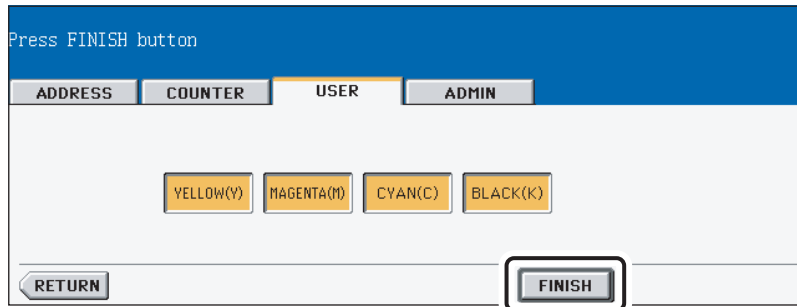 Press FINISH button
ADDRESS COUNTER USER ADMIN
YELLOW(Y) MAGENTA(M) CYAN(C) BLACK(K)
RETURN FINISH